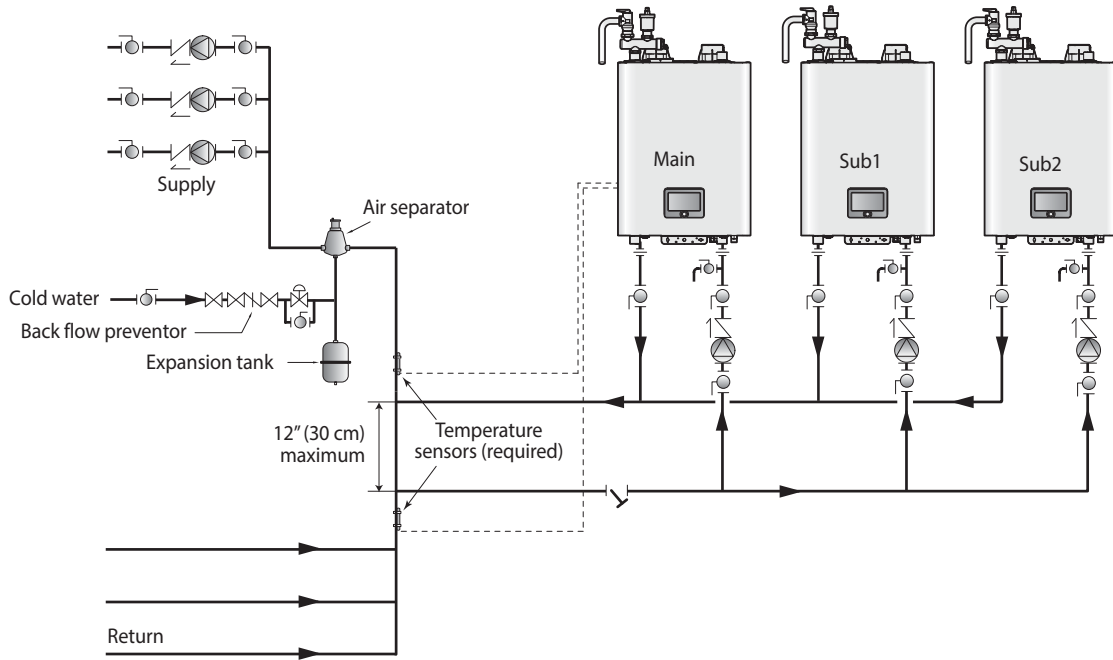 Main
Sub1
Sub2
Supply
Air separator
Cold water
Back flow preventor
Expansion tank
12” (30 cm)
maximum
Temperature
sensors (required)
Return